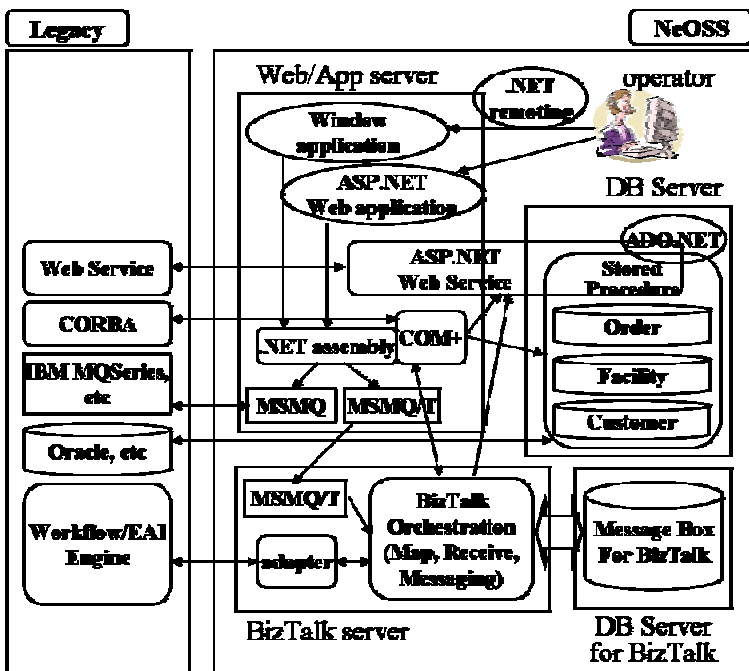 Legacy
NeOSS
Web/App server
.NET
remoting
operator
Window
application
ASP.NET
Web application
DB Server
ADO.NET
Web Service
ASP.NET
Web Service
Stored
Procedure
CORBA
COM+
Order
.NET assembly
IBM MQSeries,
etc
Facility
MSMQ
MSMQ/T
Customer
Oracle, etc
MSMQ/T
BizTalk
Orchestration
(Map, Receive,
Messaging)
Message Box
For BizTalk
Workflow/EAI
Engine
adapter
BizTalk server
DB Server
for BizTalk